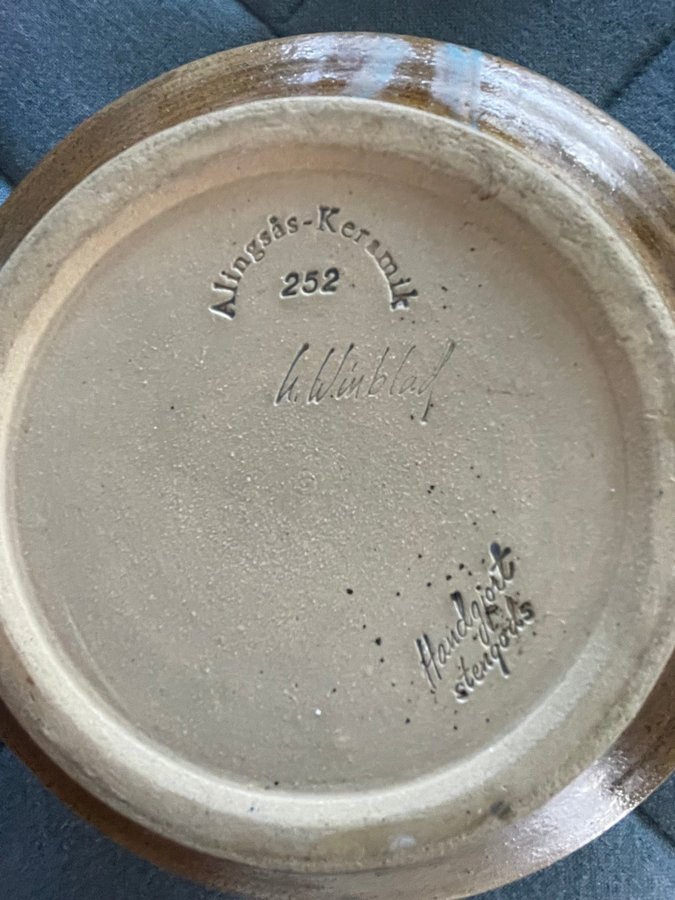 Alingsås-Keramik
252
U. Winblad
Handgjort
stengods